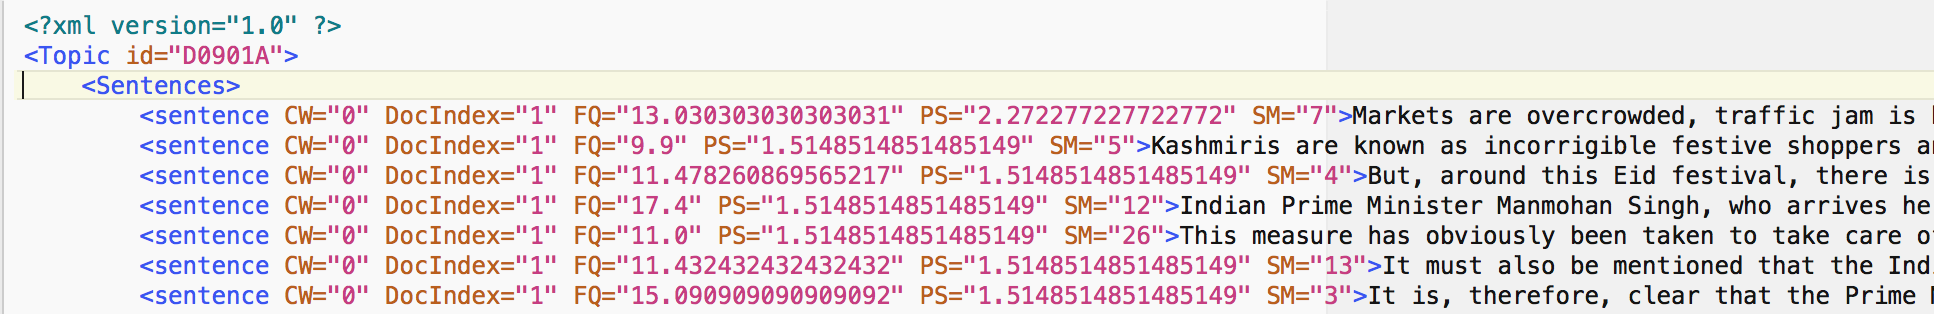 <?xml version="1.0" ?>
<Topic id="D0901A">
<Sentences>
<sentence CW="0" DocIndex="1" FQ="13.030303030303031" PS="2.272277227722772" SM="7">Markets are overcrowded, traffic jam is
<sentence CW="0" DocIndex="1" FQ="9.9" PS="1.5148514851485149" SM="5">Kashmiris are known as incorrigible festive shoppers
<sentence CW="0" DocIndex="1" FQ="11.478260869565217" PS="1.5148514851485149" SM="4">But, around this Eid festival, there is
<sentence CW="0" DocIndex="1" FQ="17.4" PS="1.5148514851485149" SM="12">Indian Prime Minister Manmohan Singh, who arrives
<sentence CW="0" DocIndex="1" FQ="11.0" PS="1.5148514851485149" SM="26">This measure has obviously been taken to take care
<sentence CW="0" DocIndex="1" FQ="11.432432432432432" PS="1.5148514851485149" SM="13">It must also be mentioned that the
<sentence CW="0" DocIndex="1" FQ="15.090909090909092" PS="1.5148514851485149" SM="3">It is, therefore, clear that the Prime